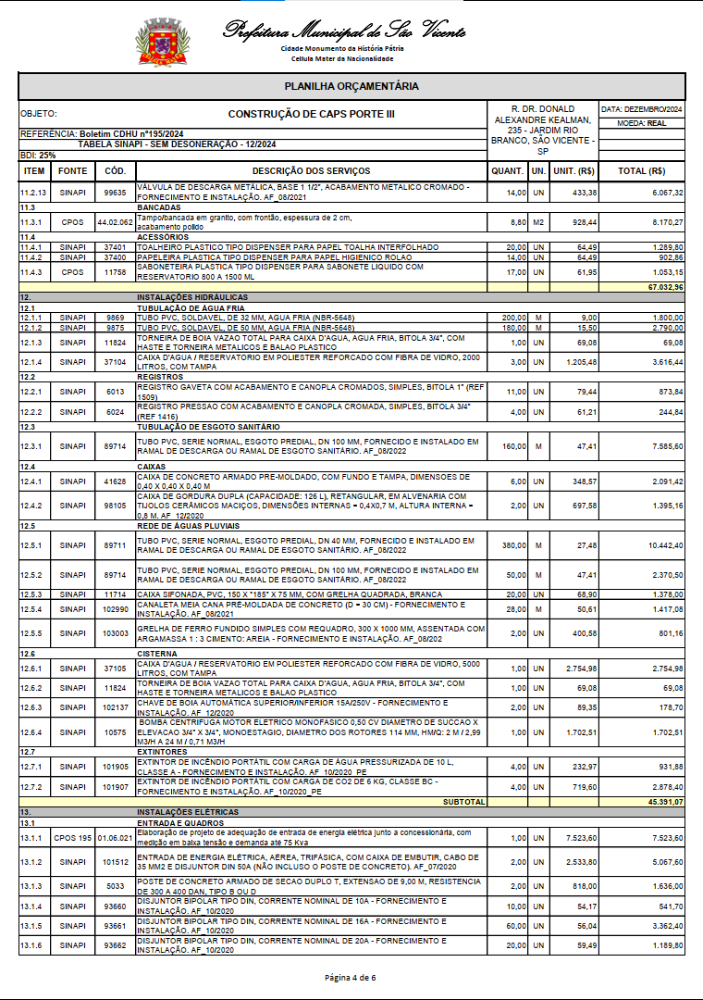 Prefeitura Municipal de São Vicente
Cidade Monumento da História Pátria
Cellula Mater da Nacionalidade
PLANILHA ORÇAMENTÁRIA
OBJETO: CONSTRUÇÃO DE CAPS PORTE III
R. DR. DONALD
ALEXANDRE KEALMAN,
235 - JARDIM RIO
BRANCO, SÃO VICENTE -
SP
DATA: DEZEMBRO/2024
MOEDA: REAL
REFERÊNCIA: Boletim CDHU nº195/2024
TABELA SINAPI - SEM DESONERAÇÃO - 12/2024
BDI: 25%
ITEM FONTE CÓD. DESCRIÇÃO DOS SERVIÇOS QUANT. UN. UNIT. (R$) TOTAL (R$)
11.2.13 SINAPI 99635 VÁLVULA DE DESCARGA METÁLICA, BASE 1 1/2", ACABAMENTO METALICO CROMADO -
FORNECIMENTO E INSTALAÇÃO. AF_08/2021 14,00 UN 433,38 6.067,32
11.3 BANCADAS
11.3.1 CPOS 44.02.062 Tampo/bancada em granito, com frontão, espessura de 2 cm,
acabamento polido 8,80 M2 928,44 8.170,27
11.4 ACESSÓRIOS
11.4.1 SINAPI 37401 TOALHEIRO PLASTICO TIPO DISPENSER PARA PAPEL TOALHA INTERFOLHADO 20,00 UN 64,49 1.289,80
11.4.2 SINAPI 37400 PAPELEIRA PLASTICA TIPO DISPENSER PARA PAPEL HIGIENICO ROLAO 14,00 UN 64,49 902,86
11.4.3 CPOS 11758 SABONETEIRA PLASTICA TIPO DISPENSER PARA SABONETE LIQUIDO COM
RESERVATORIO 800 A 1500 ML 17,00 UN 61,95 1.053,15
67.032,96
12. INSTALAÇÕES HIDRÁULICAS
12.1 TUBULAÇÃO DE ÁGUA FRIA
12.1.1 SINAPI 9869 TUBO PVC, SOLDAVEL, DE 32 MM, AGUA FRIA (NBR-5648) 200,00 M 9,00 1.800,00
12.1.2 SINAPI 9875 TUBO PVC, SOLDAVEL, DE 50 MM, AGUA FRIA (NBR-5648) 180,00 M 15,50 2.790,00
12.1.3 SINAPI 11824 TORNEIRA DE BOIA VAZAO TOTAL PARA CAIXA D'AGUA, AGUA FRIA, BITOLA 3/4", COM
HASTE E TORNEIRA METALICOS E BALAO PLASTICO 1,00 UN 69,08 69,08
12.1.4 SINAPI 37104 CAIXA D'AGUA / RESERVATORIO EM POLIESTER REFORCADO COM FIBRA DE VIDRO, 2000
LITROS, COM TAMPA 3,00 UN 1.205,48 3.616,44
12.2 REGISTROS
12.2.1 SINAPI 6013 REGISTRO GAVETA COM ACABAMENTO E CANOPLA CROMADOS, SIMPLES, BITOLA 1" (REF
1509) 11,00 UN 79,44 873,84
12.2.2 SINAPI 6024 REGISTRO PRESSAO COM ACABAMENTO E CANOPLA CROMADA, SIMPLES, BITOLA 3/4"
(REF 1416) 4,00 UN 61,21 244,84
12.3 TUBULAÇÃO DE ESGOTO SANITÁRIO
12.3.1 SINAPI 89714 TUBO PVC, SERIE NORMAL, ESGOTO PREDIAL, DN 100 MM, FORNECIDO E INSTALADO EM
RAMAL DE DESCARGA OU RAMAL DE ESGOTO SANITÁRIO. AF_08/2022 160,00 M 47,41 7.585,60
12.4 CAIXAS
12.4.1 SINAPI 41628 CAIXA DE CONCRETO ARMADO PRE-MOLDADO, COM FUNDO E TAMPA, DIMENSOES DE
0,40 X 0,40 X 0,40 M 6,00 UN 348,57 2.091,42
12.4.2 SINAPI 98105 CAIXA DE GORDURA DUPLA (CAPACIDADE: 126 L), RETANGULAR, EM ALVENARIA COM
TIJOLOS CERÂMICOS MACIÇOS, DIMENSÕES INTERNAS = 0,4X0,7 M, ALTURA INTERNA =
0,8 M. AF_12/2020 2,00 UN 697,58 1.395,16
12.5 REDE DE ÁGUAS PLUVIAIS
12.5.1 SINAPI 89711 TUBO PVC, SERIE NORMAL, ESGOTO PREDIAL, DN 40 MM, FORNECIDO E INSTALADO EM
RAMAL DE DESCARGA OU RAMAL DE ESGOTO SANITÁRIO. AF_08/2022 380,00 M 27,48 10.442,40
12.5.2 SINAPI 89714 TUBO PVC, SERIE NORMAL, ESGOTO PREDIAL, DN 100 MM, FORNECIDO E INSTALADO EM
RAMAL DE DESCARGA OU RAMAL DE ESGOTO SANITÁRIO. AF_08/2022 50,00 M 47,41 2.370,50
12.5.3 SINAPI 11714 CAIXA SIFONADA, PVC, 150 X *185* X 75 MM, COM GRELHA QUADRADA, BRANCA 20,00 UN 68,90 1.378,00
12.5.4 SINAPI 102990 CANALETA MEIA CANA PRÉ-MOLDADA DE CONCRETO (D = 30 CM) - FORNECIMENTO E
INSTALAÇÃO. AF_08/2021 28,00 M 50,61 1.417,08
12.5.5 SINAPI 103003 GRELHA DE FERRO FUNDIDO SIMPLES COM REQUADRO, 300 X 1000 MM, ASSENTADA COM
ARGAMASSA 1 : 3 CIMENTO: AREIA - FORNECIMENTO E INSTALAÇÃO. AF_08/202 2,00 UN 400,58 801,16
12.6 CISTERNA
12.6.1 SINAPI 37105 CAIXA D'AGUA / RESERVATORIO EM POLIESTER REFORCADO COM FIBRA DE VIDRO, 5000
LITROS, COM TAMPA 1,00 UN 2.754,98 2.754,98
12.6.2 SINAPI 11824 TORNEIRA DE BOIA VAZAO TOTAL PARA CAIXA D'AGUA, AGUA FRIA, BITOLA 3/4", COM
HASTE E TORNEIRA METALICOS E BALAO PLASTICO 1,00 UN 69,08 69,08
12.6.3 SINAPI 102137 CHAVE DE BOIA AUTOMÁTICA SUPERIOR/INFERIOR 15A/250V - FORNECIMENTO E
INSTALAÇÃO. AF_12/2020 2,00 UN 89,35 178,70
12.6.4 SINAPI 10575 BOMBA CENTRIFUGA MOTOR ELETRICO MONOFASICO 0,50 CV DIAMETRO DE SUCCAO X
ELEVACAO 3/4" X 3/4", MONOESTAGIO, DIAMETRO DOS ROTORES 114 MM, HM/Q: 2 M / 2,99
M3/H A 24 M / 0,71 M3/H 1,00 UN 1.702,51 1.702,51
12.7 EXTINTORES
12.7.1 SINAPI 101905 EXTINTOR DE INCÊNDIO PORTÁTIL COM CARGA DE ÁGUA PRESSURIZADA DE 10 L,
CLASSE A - FORNECIMENTO E INSTALAÇÃO. AF_10/2020_PE 4,00 UN 232,97 931,88
12.7.2 SINAPI 101907 EXTINTOR DE INCÊNDIO PORTÁTIL COM CARGA DE CO2 DE 6 KG, CLASSE BC -
FORNECIMENTO E INSTALAÇÃO. AF_10/2020_PE 4,00 UN 719,60 2.878,40
SUBTOTAL 45.391,07
13. INSTALAÇÕES ELÉTRICAS
13.1 ENTRADA E QUADROS
13.1.1 CPOS 195 01.06.021 Elaboração de projeto de adequação de entrada de energia elétrica junto a concessionária, com
medição em baixa tensão e demanda até 75 Kva 1,00 UN 7.523,60 7.523,60
13.1.2 SINAPI 101512 ENTRADA DE ENERGIA ELÉTRICA, AÉREA, TRIFÁSICA, COM CAIXA DE EMBUTIR, CABO DE
35 MM2 E DISJUNTOR DIN 50A (NÃO INCLUSO O POSTE DE CONCRETO). AF_07/2020 2,00 UN 2.533,80 5.067,60
13.1.3 SINAPI 5033 POSTE DE CONCRETO ARMADO DE SECAO DUPLO T, EXTENSAO DE 9,00 M, RESISTENCIA
DE 300 A 400 DAN, TIPO B OU D 2,00 UN 818,00 1.636,00
13.1.4 SINAPI 93660 DISJUNTOR BIPOLAR TIPO DIN, CORRENTE NOMINAL DE 10A - FORNECIMENTO E
INSTALAÇÃO. AF_10/2020 10,00 UN 54,17 541,70
13.1.5 SINAPI 93661 DISJUNTOR BIPOLAR TIPO DIN, CORRENTE NOMINAL DE 16A - FORNECIMENTO E
INSTALAÇÃO. AF_10/2020 60,00 UN 56,04 3.362,40
13.1.6 SINAPI 93662 DISJUNTOR BIPOLAR TIPO DIN, CORRENTE NOMINAL DE 20A - FORNECIMENTO E
INSTALAÇÃO. AF_10/2020 20,00 UN 59,49 1.189,80
Página 4 de 6